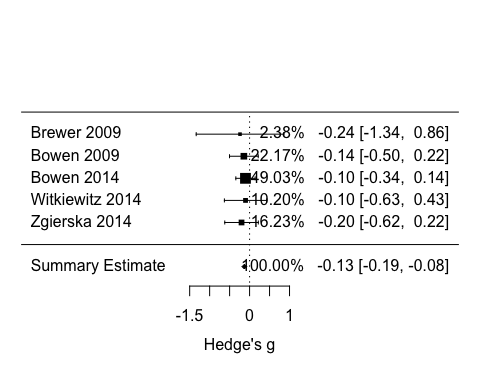 Brewer 2009 2.38% -0.24 [-1.34, 0.86]
Bowen 2009 22.17% -0.14 [-0.50, 0.22]
Bowen 2014 49.03% -0.10 [-0.34, 0.14]
Witkiewitz 2014 10.20% -0.10 [-0.63, 0.43]
Zgierska 2014 16.23% -0.20 [-0.62, 0.22]
Summary Estimate 100.00% -0.13 [-0.19, -0.08]
-1.5 0 1
Hedge's g